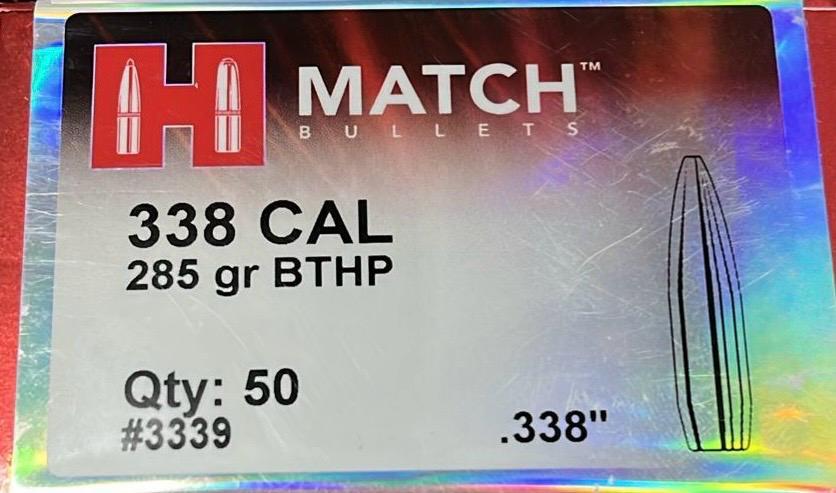 H MATCH™
BULLETS
338 CAL
285 gr BTHP
Qty: 50
#3339
.338"